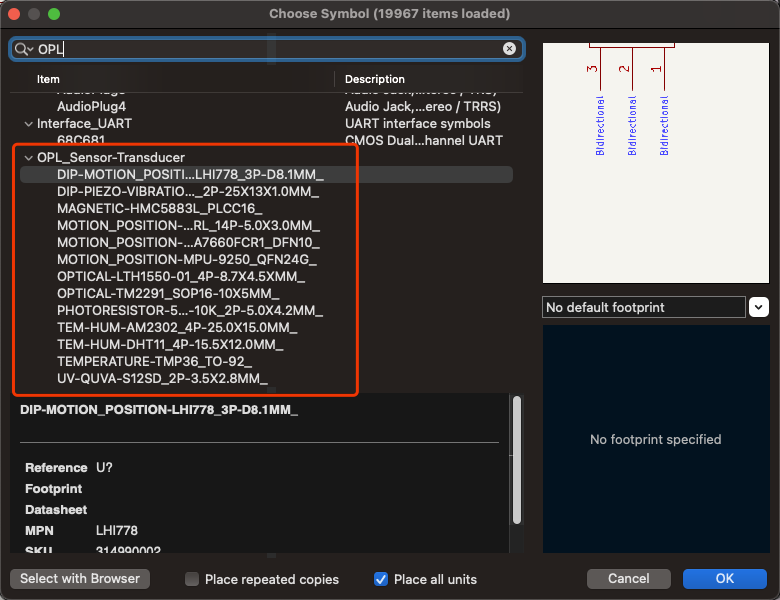 Choose Symbol (19967 items loaded)
OPL
Item Description
AudioPlug4 Audio Jack,...ereo / TRRS)
Interface_UART UART interface symbols
68C681 CMOS Dual...hannel UART
OPL_Sensor-Transducer
DIP-MOTION_POSITI...LHI778_3P-D8.1MM_
DIP-PIEZO-VIBRATIO..._2P-25X13X1.0MM_
MAGNETIC-HMC5883L_PLCC16_
MOTION_POSITION-...RL_14P-5.0X3.0MM_
MOTION_POSITION-...A7660FCR1_DFN10_
MOTION_POSITION-MPU-9250_QFN24G_
OPTICAL-LTH1550-01_4P-8.7X4.5XMM_
OPTICAL-TM2291_SOP16-10X5MM_
PHOTORESISTOR-5...-10K_2P-5.0X4.2MM_
TEM-HUM-AM2302_4P-25.0X15.0MM_
TEM-HUM-DHT11_4P-15.5X12.0MM_
TEMPERATURE-TMP36_TO-92_
UV-QUVA-S12SD_2P-3.5X2.8MM_
DIP-MOTION_POSITION-LHI778_3P-D8.1MM_
Reference U?
Footprint
Datasheet
MPN LHI778
SKU 314990002
3 2 1
Bidirectional Bidirectional Bidirectional
No default footprint
No footprint specified
Select with Browser
Place repeated copies
Place all units
Cancel
OK